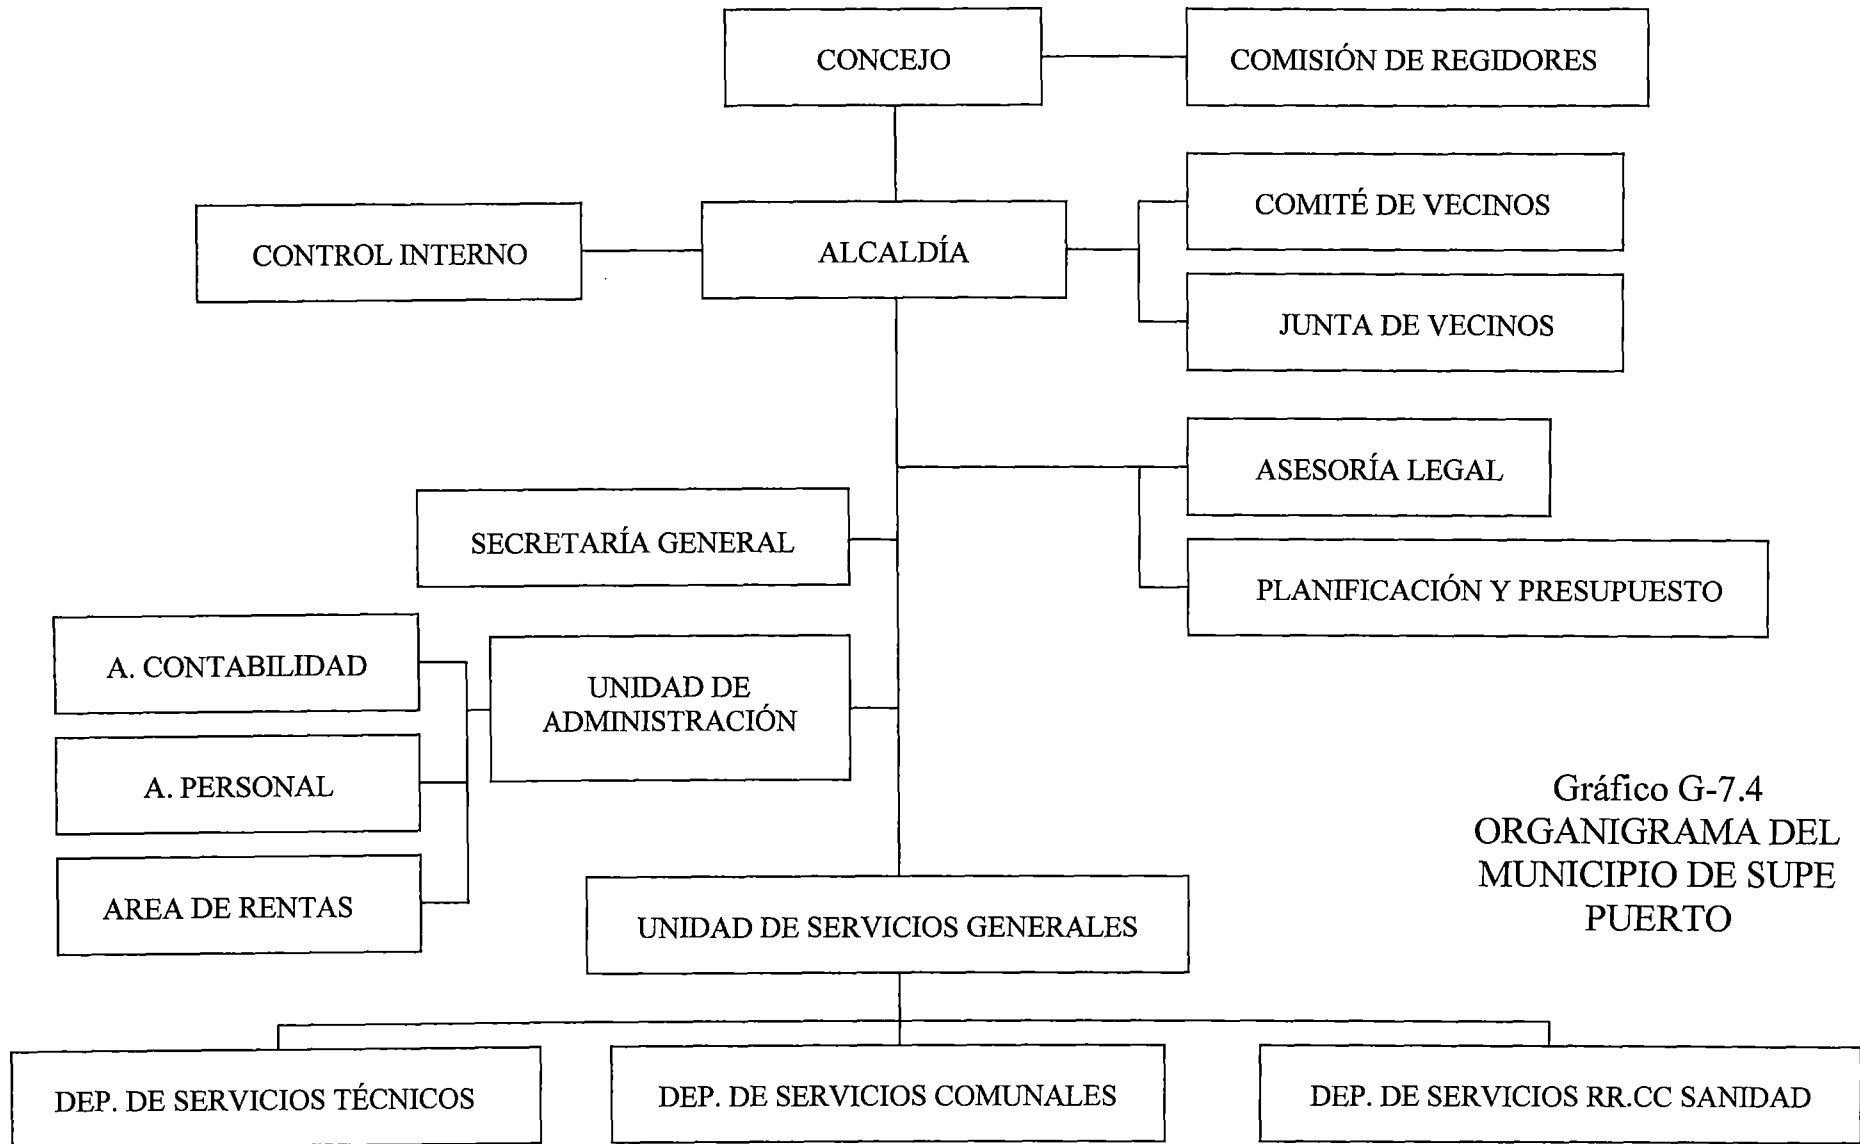 CONCEJO
COMISIÓN DE REGIDORES
COMITÉ DE VECINOS
CONTROL INTERNO
ALCALDÍA
JUNTA DE VECINOS
ASESORÍA LEGAL
SECRETARÍA GENERAL
PLANIFICACIÓN Y PRESUPUESTO
A. CONTABILIDAD
UNIDAD DE
ADMINISTRACIÓN
A. PERSONAL
AREA DE RENTAS
Gráfico G-7.4
ORGANIGRAMA DEL
MUNICIPIO DE SUPE
PUERTO
UNIDAD DE SERVICIOS GENERALES
DEP. DE SERVICIOS TÉCNICOS
DEP. DE SERVICIOS COMUNALES
DEP. DE SERVICIOS RR.CC SANIDAD